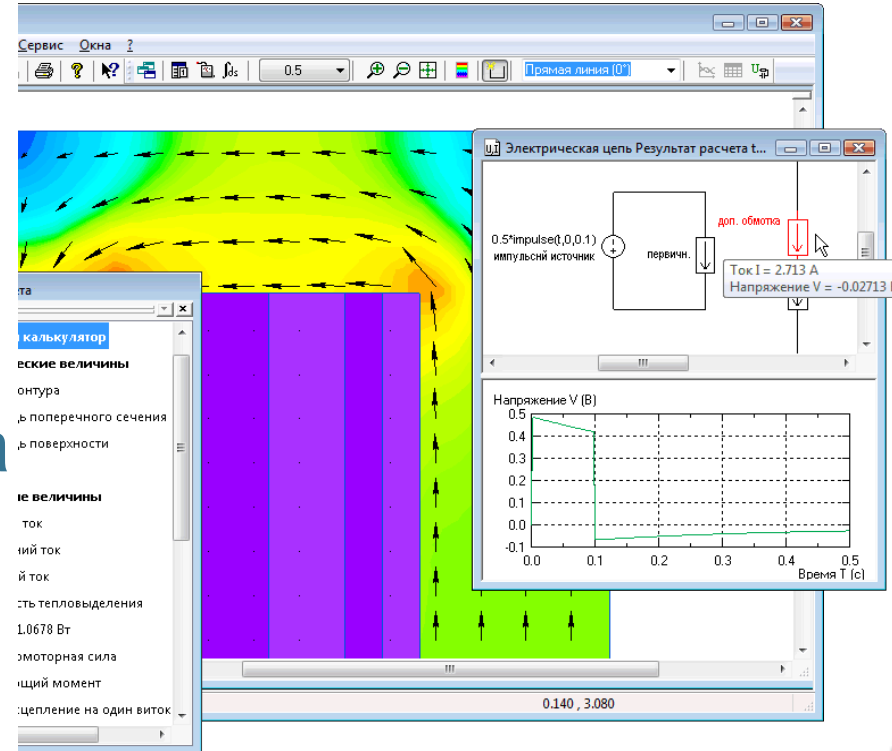 Сервис Окна ?
0.5
Прямая линия (0°)
Электрическая цепь Результат расчета t...
0.5*impulse(t,0,0.1)
импульснй источник
первичн.
доп. обмотка
Ток I = 2.713 А
Напряжение V = -0.02713
Напряжение V (В)
0.5
0.4
0.3
0.2
0.1
0.0
-0.1
0.0 0.1 0.2 0.3 0.4 0.5
Время T (с)
та
калькулятор
еские величины
онтура
ь поперечного сечения
ь поверхности
ие величины
ток
ний ток
й ток
сть тепловыделения
1.0678 Вт
омоторная сила
ющий момент
сцепление на один виток
0.140 , 3.080